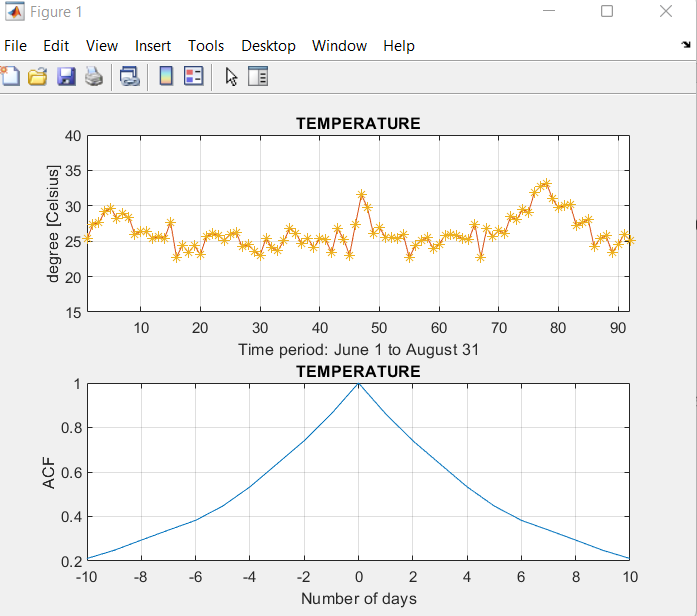 Figure 1
File Edit View Insert Tools Desktop Window Help
TEMPERATURE
degree [Celsius]
40
35
30
25
20
15
10 20 30 40 50 60 70 80 90
Time period: June 1 to August 31
TEMPERATURE
ACF
1
0.8
0.6
0.4
0.2
-10 -8 -6 -4 -2 0 2 4 6 8 10
Number of days